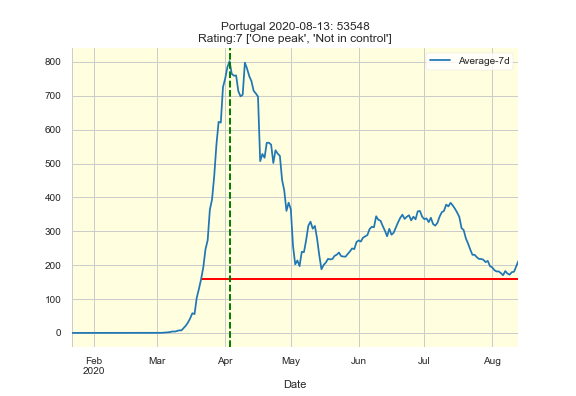 Portugal 2020-08-13: 53548
Rating:7 ['One peak', 'Not in control']
Average-7d
800
700
600
500
400
300
200
100
0
Feb Mar Apr May Jun Jul Aug
2020
Date